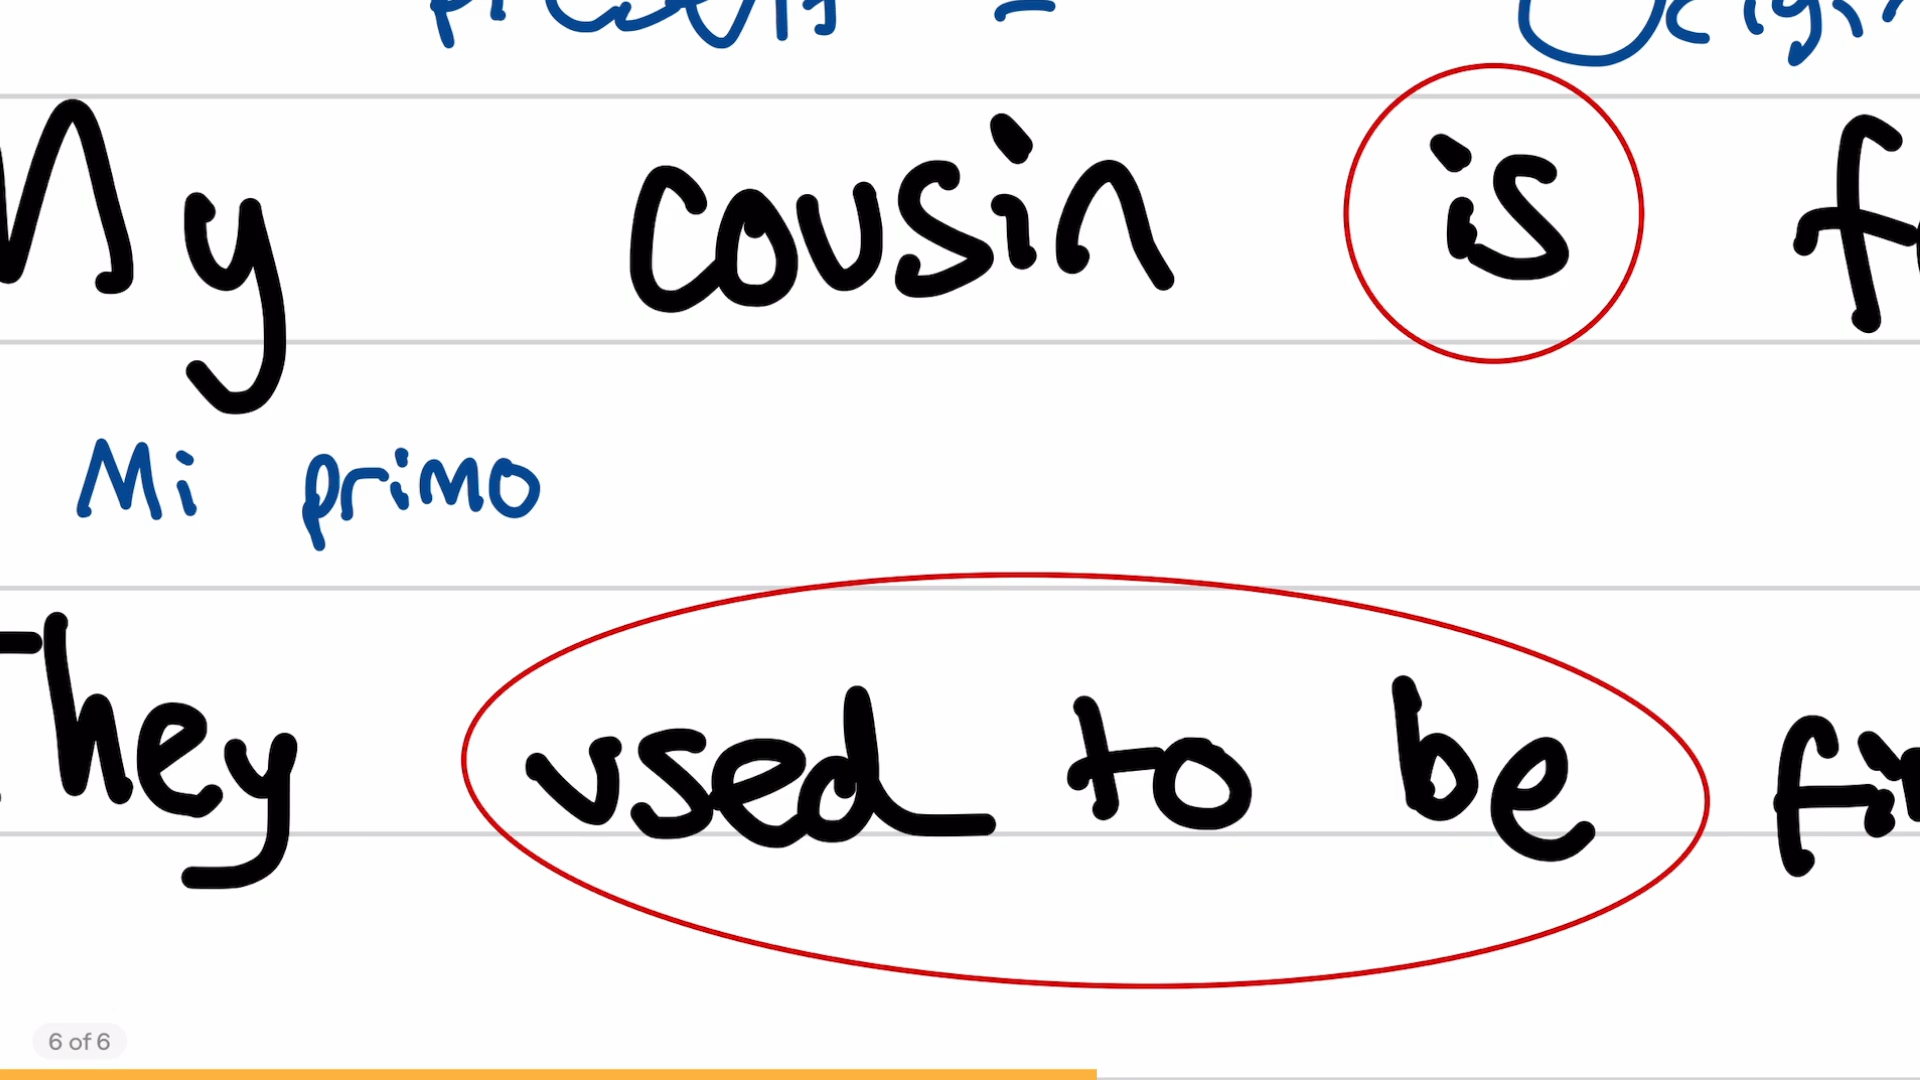 My cousin is
Mi primo
They used to be
6 of 6